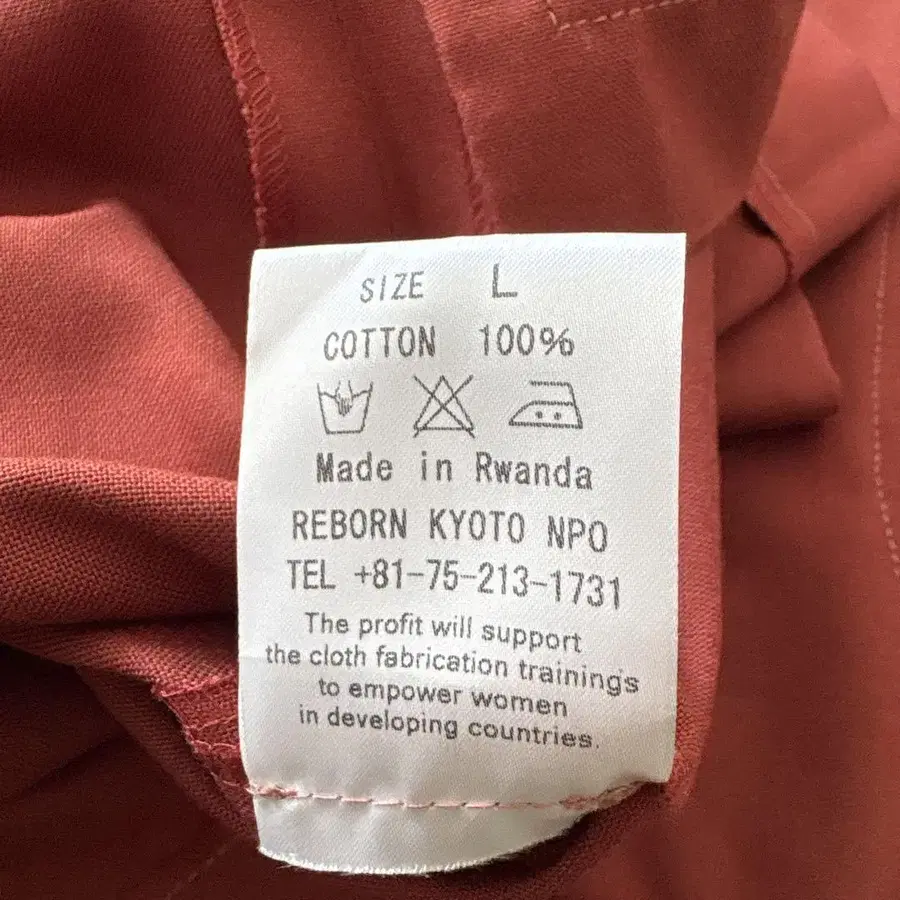 SIZE L
COTTON 100%
Made in Rwanda
REBORN KYOTO NPO
TEL +81-75-213-1731
The profit will support
the cloth fabrication trainings
to empower women
in developing countries.